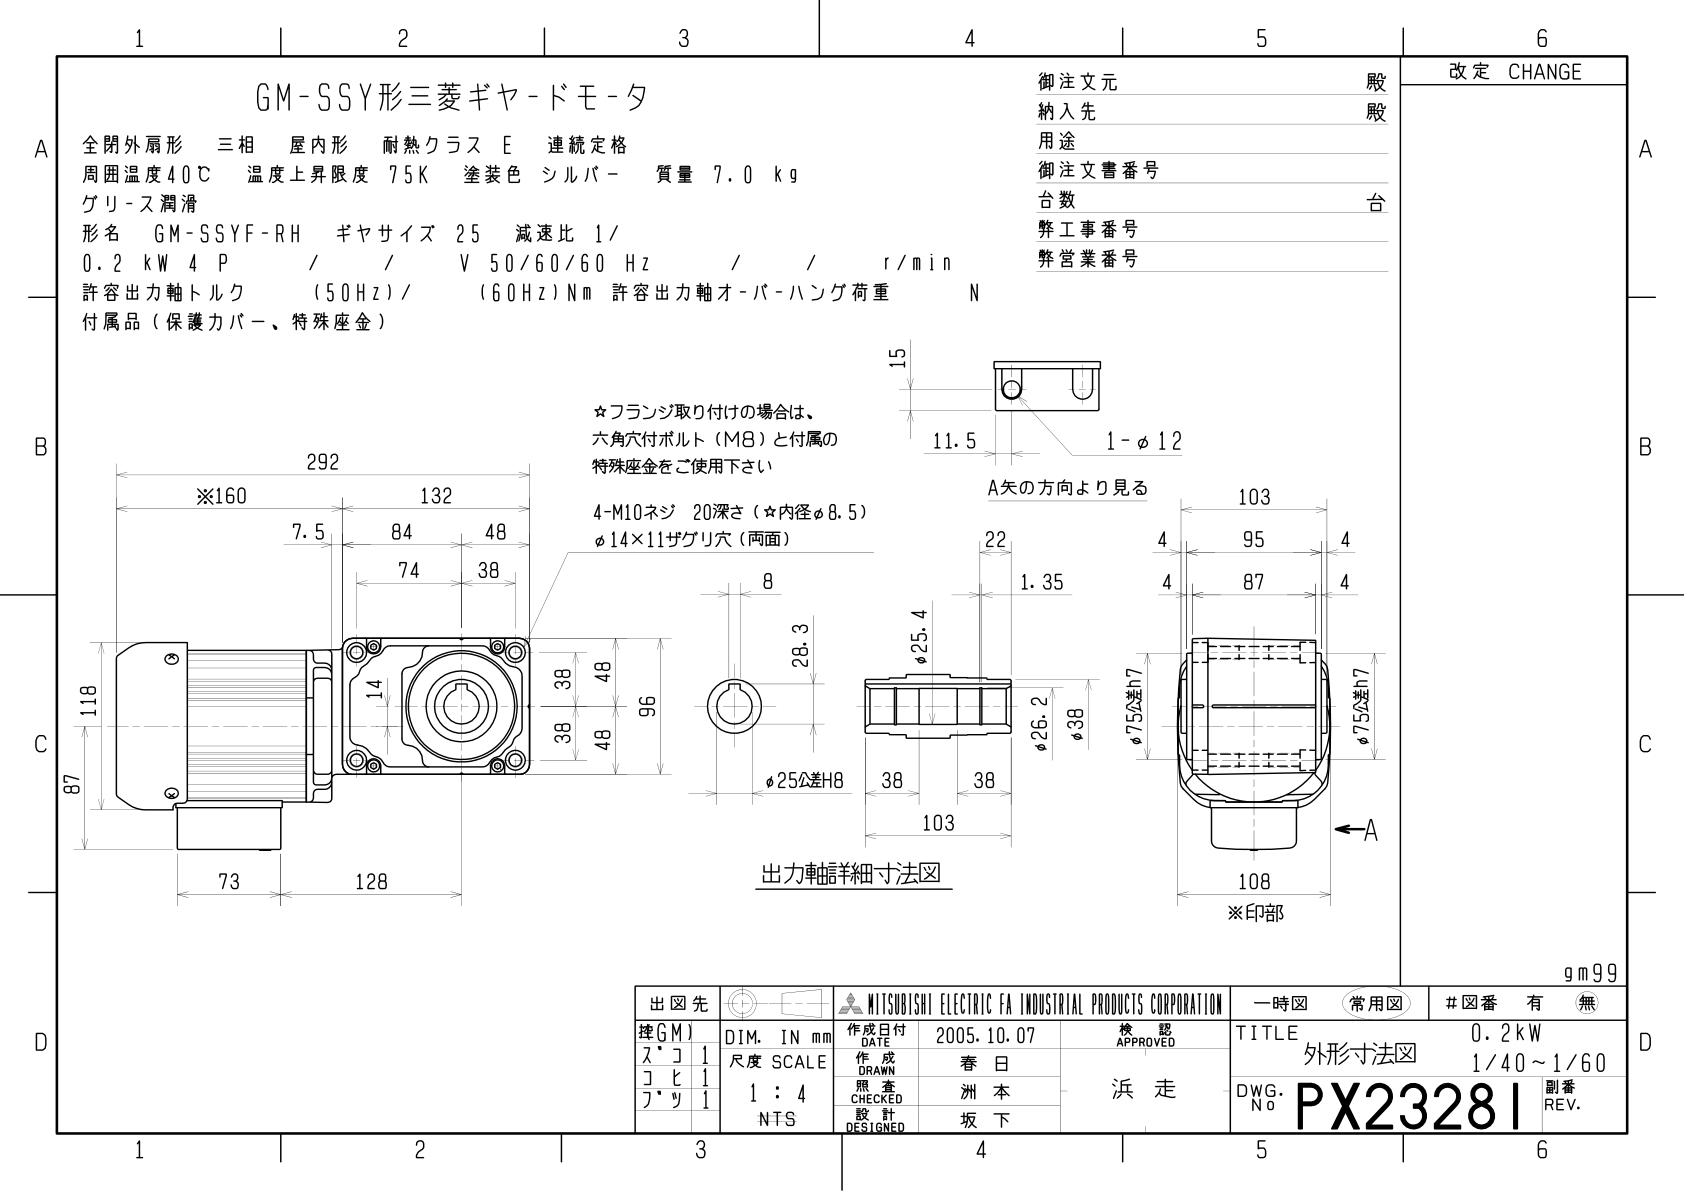 1 2 3 4 5 6
A
B
C
D
改定 CHANGE
GM-SSY形三菱ギヤ-ドモ-タ
全閉外扇形 三相 屋内形 耐熱クラス E 連続定格
周囲温度40℃ 温度上昇限度 75K 塗装色 シルバー 質量 7.0 kg
グリ-ス潤滑
形名 GM-SSYF-RH ギヤサイズ 25 減速比 1/
0.2 kW 4 P / / V 50/60/60 Hz / / r/min
許容出力軸トルク (50Hz)/ (60Hz)Nm 許容出力軸オ-バ-ハング荷重 N
付属品(保護カバー、特殊座金)
御注文元 殿
納入先 殿
用途
御注文書番号
台数 台
弊工事番号
弊営業番号
15
11.5
1-φ12
A矢の方向より見る
☆フランジ取り付けの場合は、
六角穴付ボルト(M8)と付属の
特殊座金をご使用下さい
4-M10ネジ 20深さ(☆内径φ8.5)
φ14×11ザグリ穴(両面)
292
※160 132
7.5 84 48
74 38
118
87
14
38
38
48
48
96
73 128
8
28.3
φ25公差H8
22
1.35
φ25.4
φ26.2
φ38
38 38
103
出力軸詳細寸法図
103
4 95 4
4 87 4
φ75公差h7
φ75公差h7
A
108
※印部
gm99
出図先
MITSUBISHI ELECTRIC FA INDUSTRIAL PRODUCTS CORPORATION
一時図 常用図
#図番 有 無
GM)
ズコ 1
コヒ 1
ブツ 1
DIM. IN mm
尺度 SCALE
1 : 4
NTS
作成日付
DATE
2005.10.07
作 成
DRAWN
春 日
照 査
CHECKED
洲 本
設 計
DESIGNED
坂 下
検 認
APPROVED
浜 走
TITLE
外形寸法図
0.2kW
1/40~1/60
DWG.
No
PX23281
副番
REV.
A
B
C
D
1 2 3 4 5 6